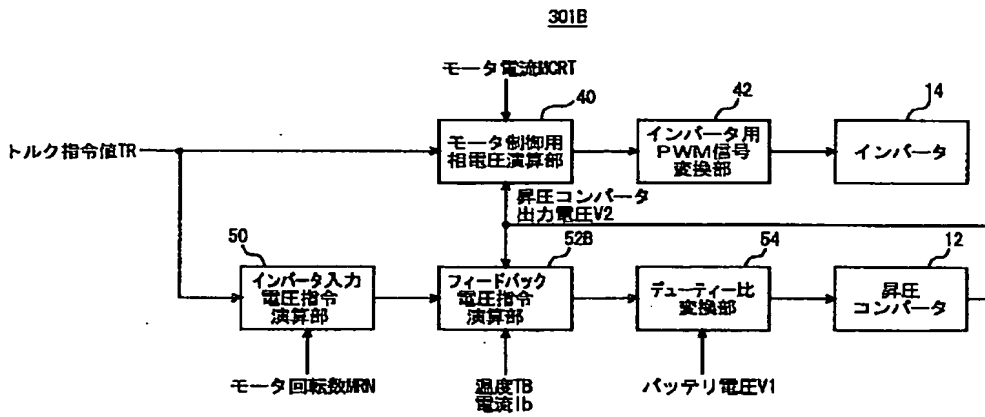 301B
モータ電流MCRT
40
42
14
トルク指令値TR
モータ制御用
相電圧演算部
インバータ用
PWM信号
変換部
インバータ
昇圧コンバータ
出力電圧V2
50
52B
54
12
インバータ入力
電圧指令
演算部
フィードバック
電圧指令
演算部
デューティー比
変換部
昇圧
コンバータ
モータ回転数MRN
温度TB
電流Ib
バッテリ電圧V1